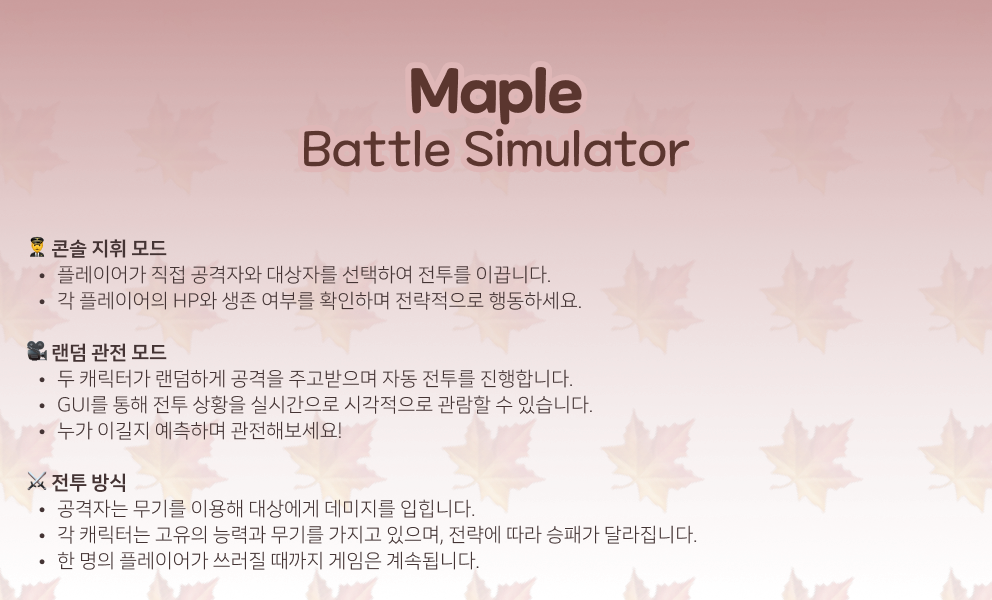 Maple
Battle Simulator
👨‍✈️ 콘솔 지휘 모드
• 플레이어가 직접 공격자와 대상자를 선택하여 전투를 이끕니다.
• 각 플레이어의 HP와 생존 여부를 확인하며 전략적으로 행동하세요.
🎥 랜덤 관전 모드
• 두 캐릭터가 랜덤하게 공격을 주고받으며 자동 전투를 진행합니다.
• GUI를 통해 전투 상황을 실시간으로 시각적으로 관람할 수 있습니다.
• 누가 이길지 예측하며 관전해보세요!
⚔ 전투 방식
• 공격자는 무기를 이용해 대상에게 데미지를 입힙니다.
• 각 캐릭터는 고유의 능력과 무기를 가지고 있으며, 전략에 따라 승패가 달라집니다.
• 한 명의 플레이어가 쓰러질 때까지 게임은 계속됩니다.